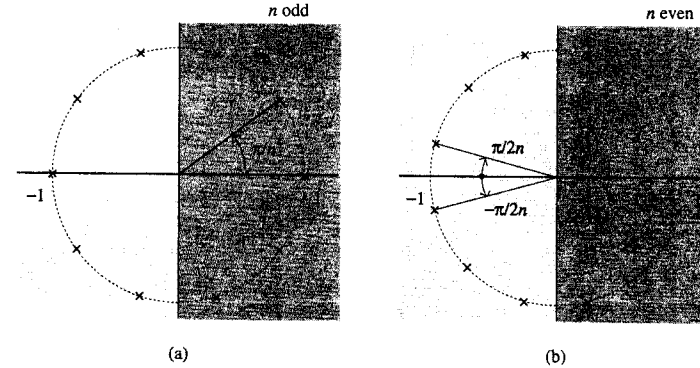 n odd
n even
π/n
π/2n
−π/2n
−1
−1
(a)
(b)